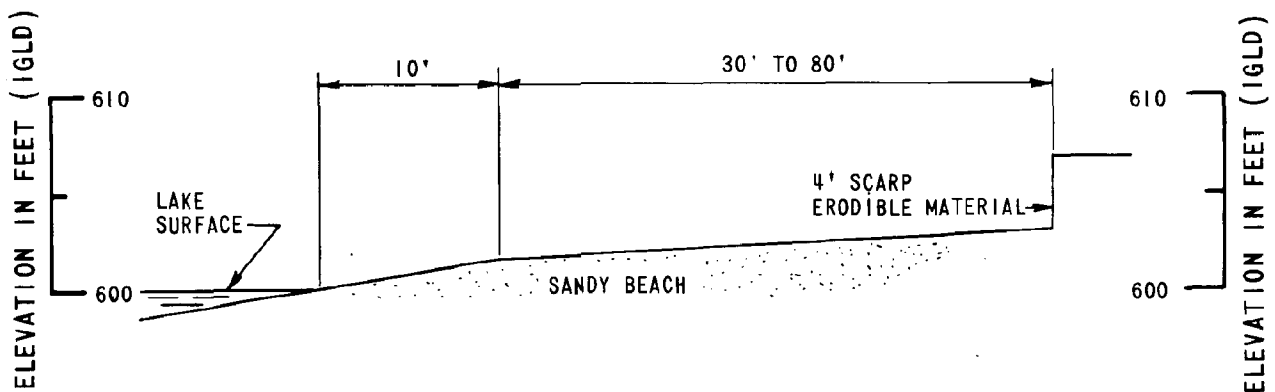 ELEVATION IN FEET (IGLD)
610
600
10'
30' TO 80'
LAKE
SURFACE
4' SCARP
ERODIBLE MATERIAL
SANDY BEACH
610
600
ELEVATION IN FEET (IGLD)